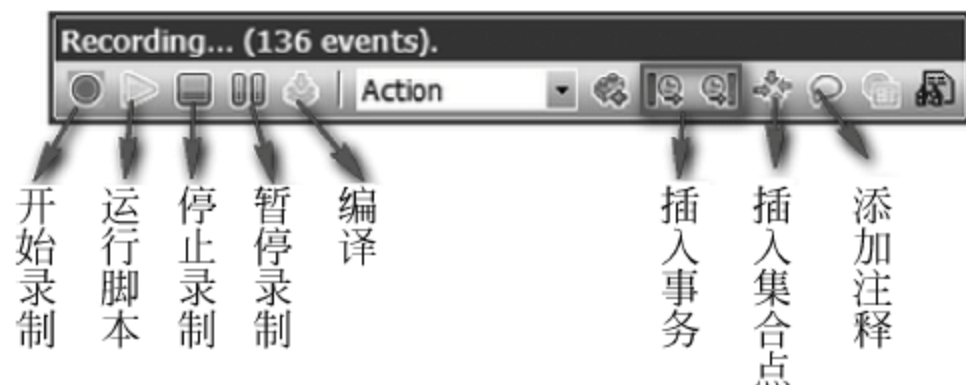 Recording... (136 events).
Action
开始录制
运行脚本
停止录制
暂停录制
编译
插入事务
插入集合点
添加注释